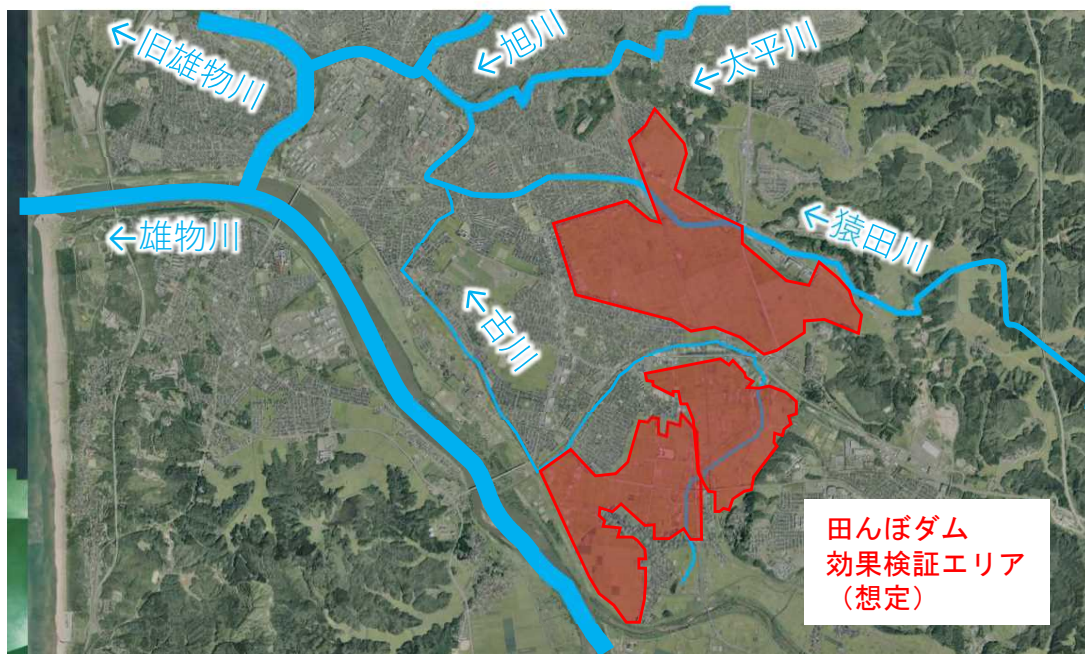 ←旧雄物川
←旭川
←太平川
←雄物川
←猿田川
←古川
田んぼダム
効果検証エリア
（想定）